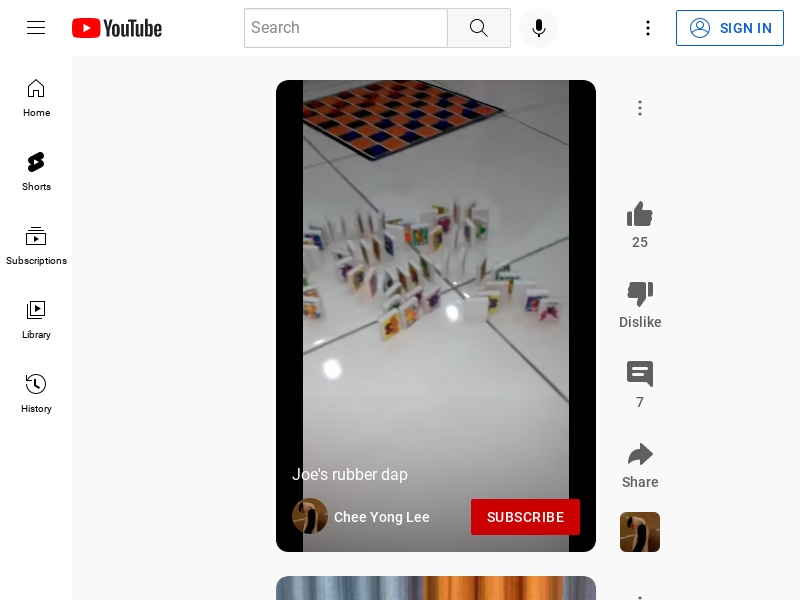 YouTube
Search
SIGN IN
Home
Shorts
Subscriptions
Library
History
25
Dislike
7
Share
Joe's rubber dap
Chee Yong Lee
SUBSCRIBE